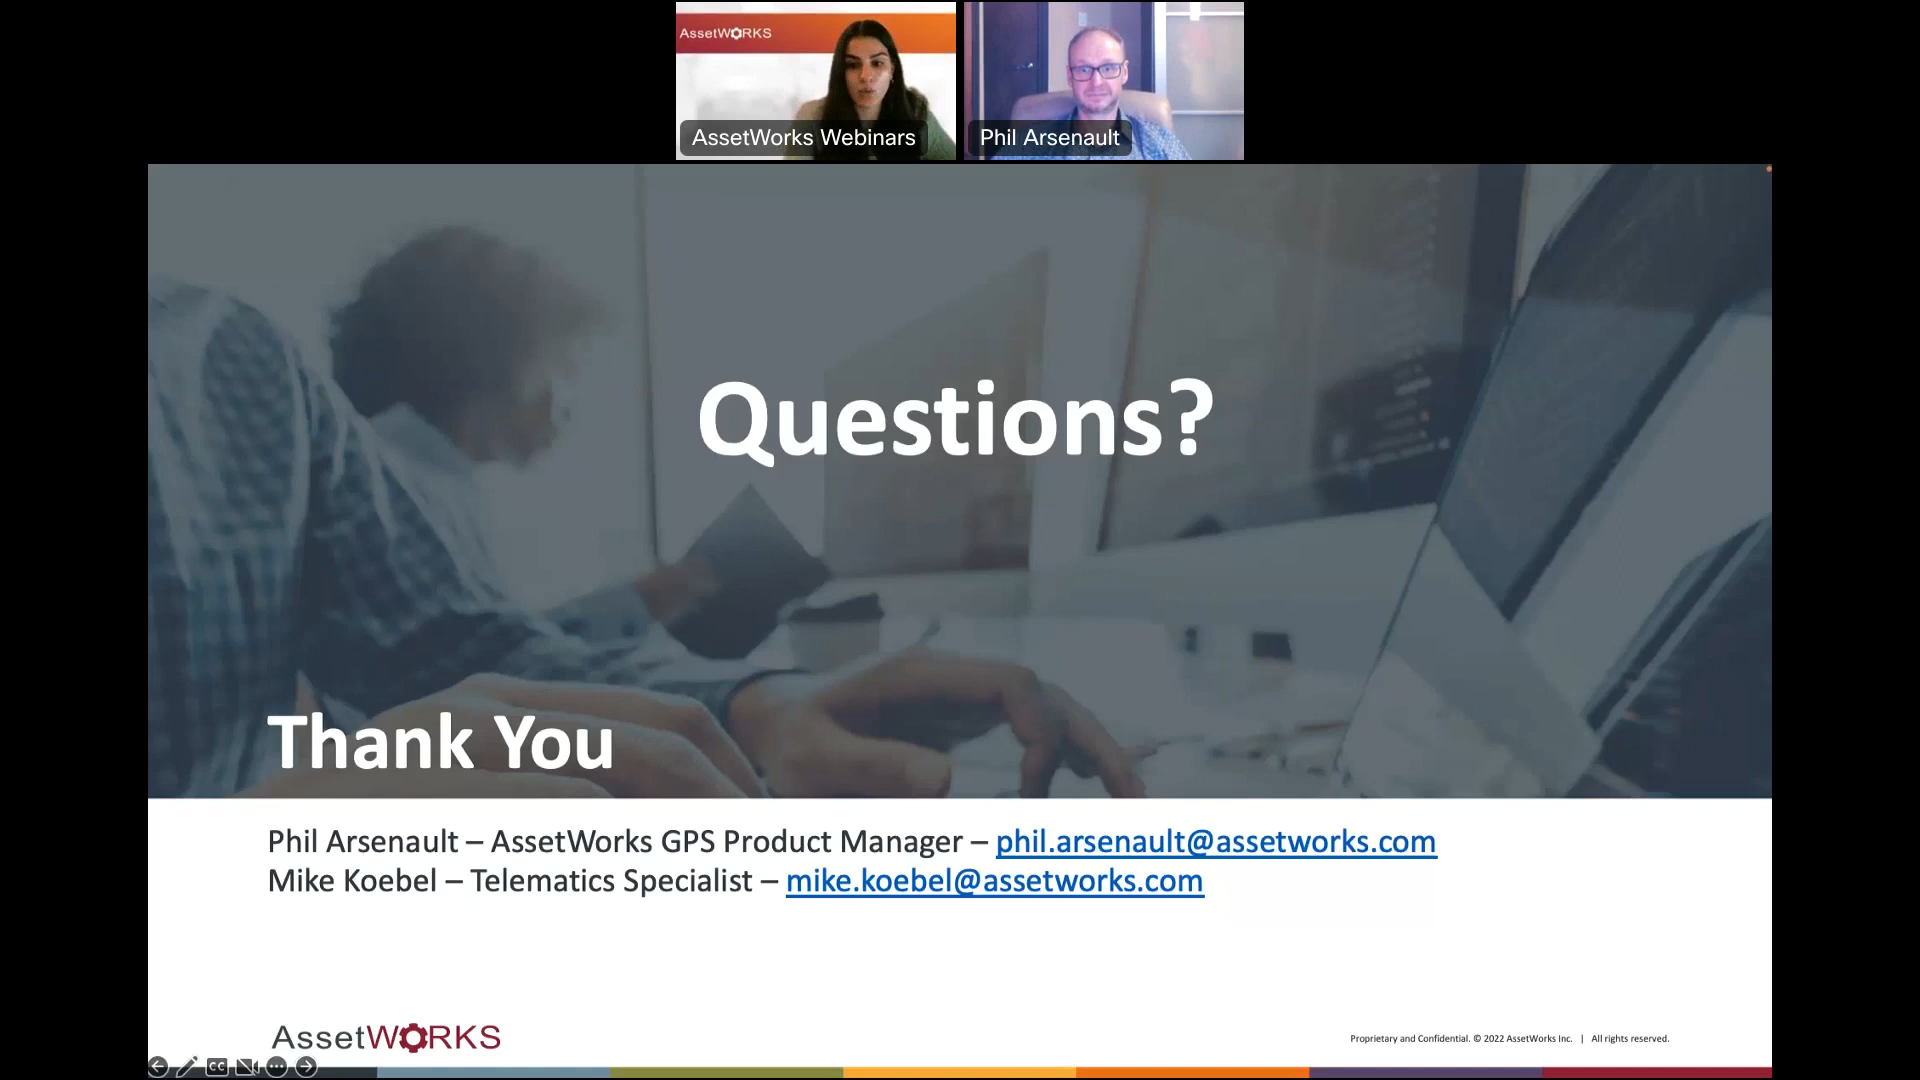 AssetWORKS
AssetWorks Webinars
Phil Arsenault
Questions?
Thank You
Phil Arsenault – AssetWorks GPS Product Manager – phil.arsenault@assetworks.com
Mike Koebel – Telematics Specialist – mike.koebel@assetworks.com
AssetWORKS
Proprietary and Confidential. © 2022 AssetWorks Inc. | All rights reserved.
CC